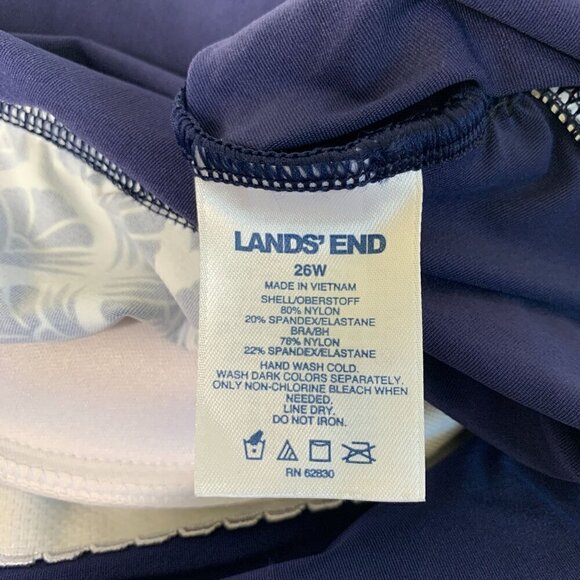 LANDS' END
26W
MADE IN VIETNAM
SHELL/OBERSTOFF
80% NYLON
20% SPANDEX/ELASTANE
BRA/BH
78% NYLON
22% SPANDEX/ELASTANE
HAND WASH COLD.
WASH DARK COLORS SEPARATELY.
ONLY NON-CHLORINE BLEACH WHEN
NEEDED.
LINE DRY.
DO NOT IRON.
RN 62830